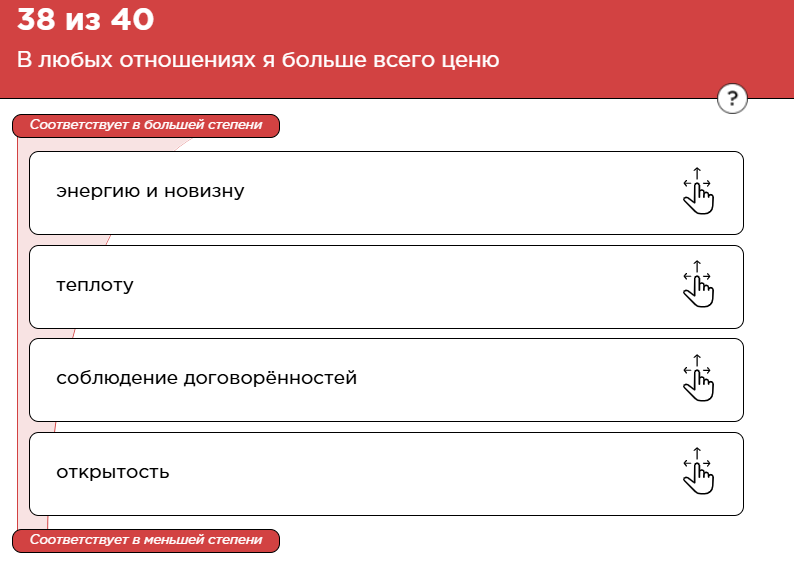 38 из 40
В любых отношениях я больше всего ценю
?
Соответствует в большей степени
энергию и новизну
теплоту
соблюдение договорённостей
открытость
Соответствует в меньшей степени